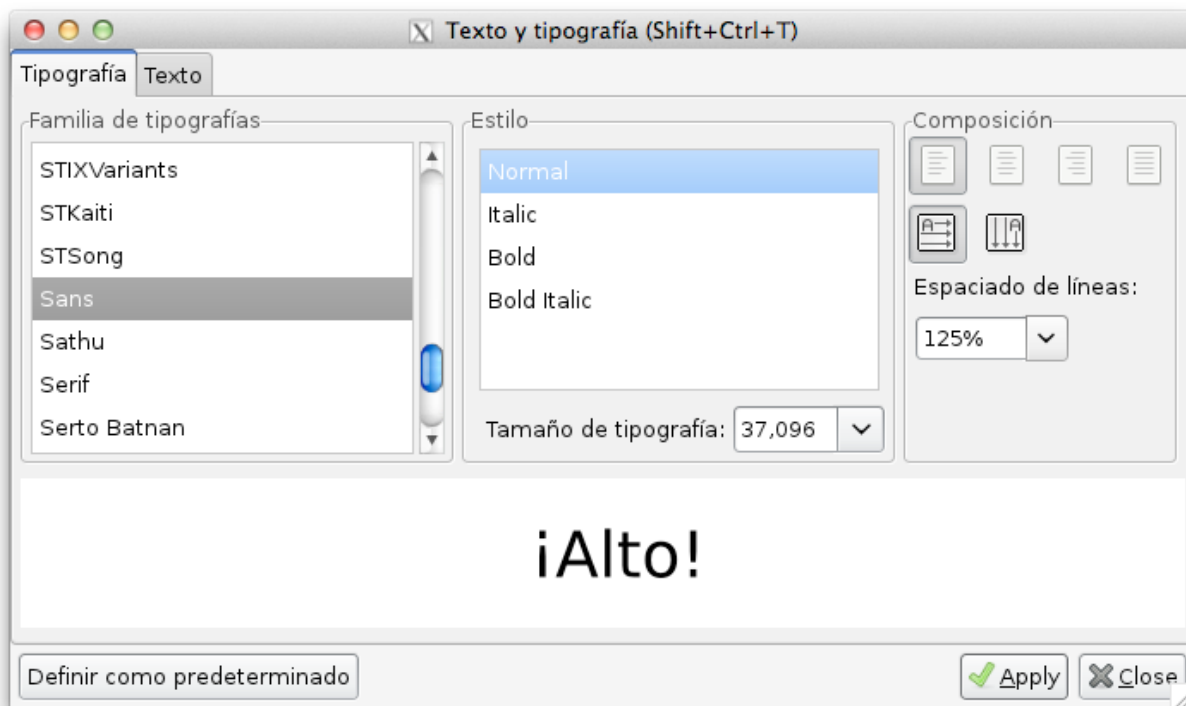 Texto y tipografía (Shift+Ctrl+T)
Tipografía Texto
Familia de tipografías
STIXVariants
STKaiti
STSong
Sans
Sathu
Serif
Serto Batnan
Estilo
Normal
Italic
Bold
Bold Italic
Tamaño de tipografía: 37,096
Composición
Espaciado de líneas:
125%
¡Alto!
Definir como predeterminado
Apply
Close